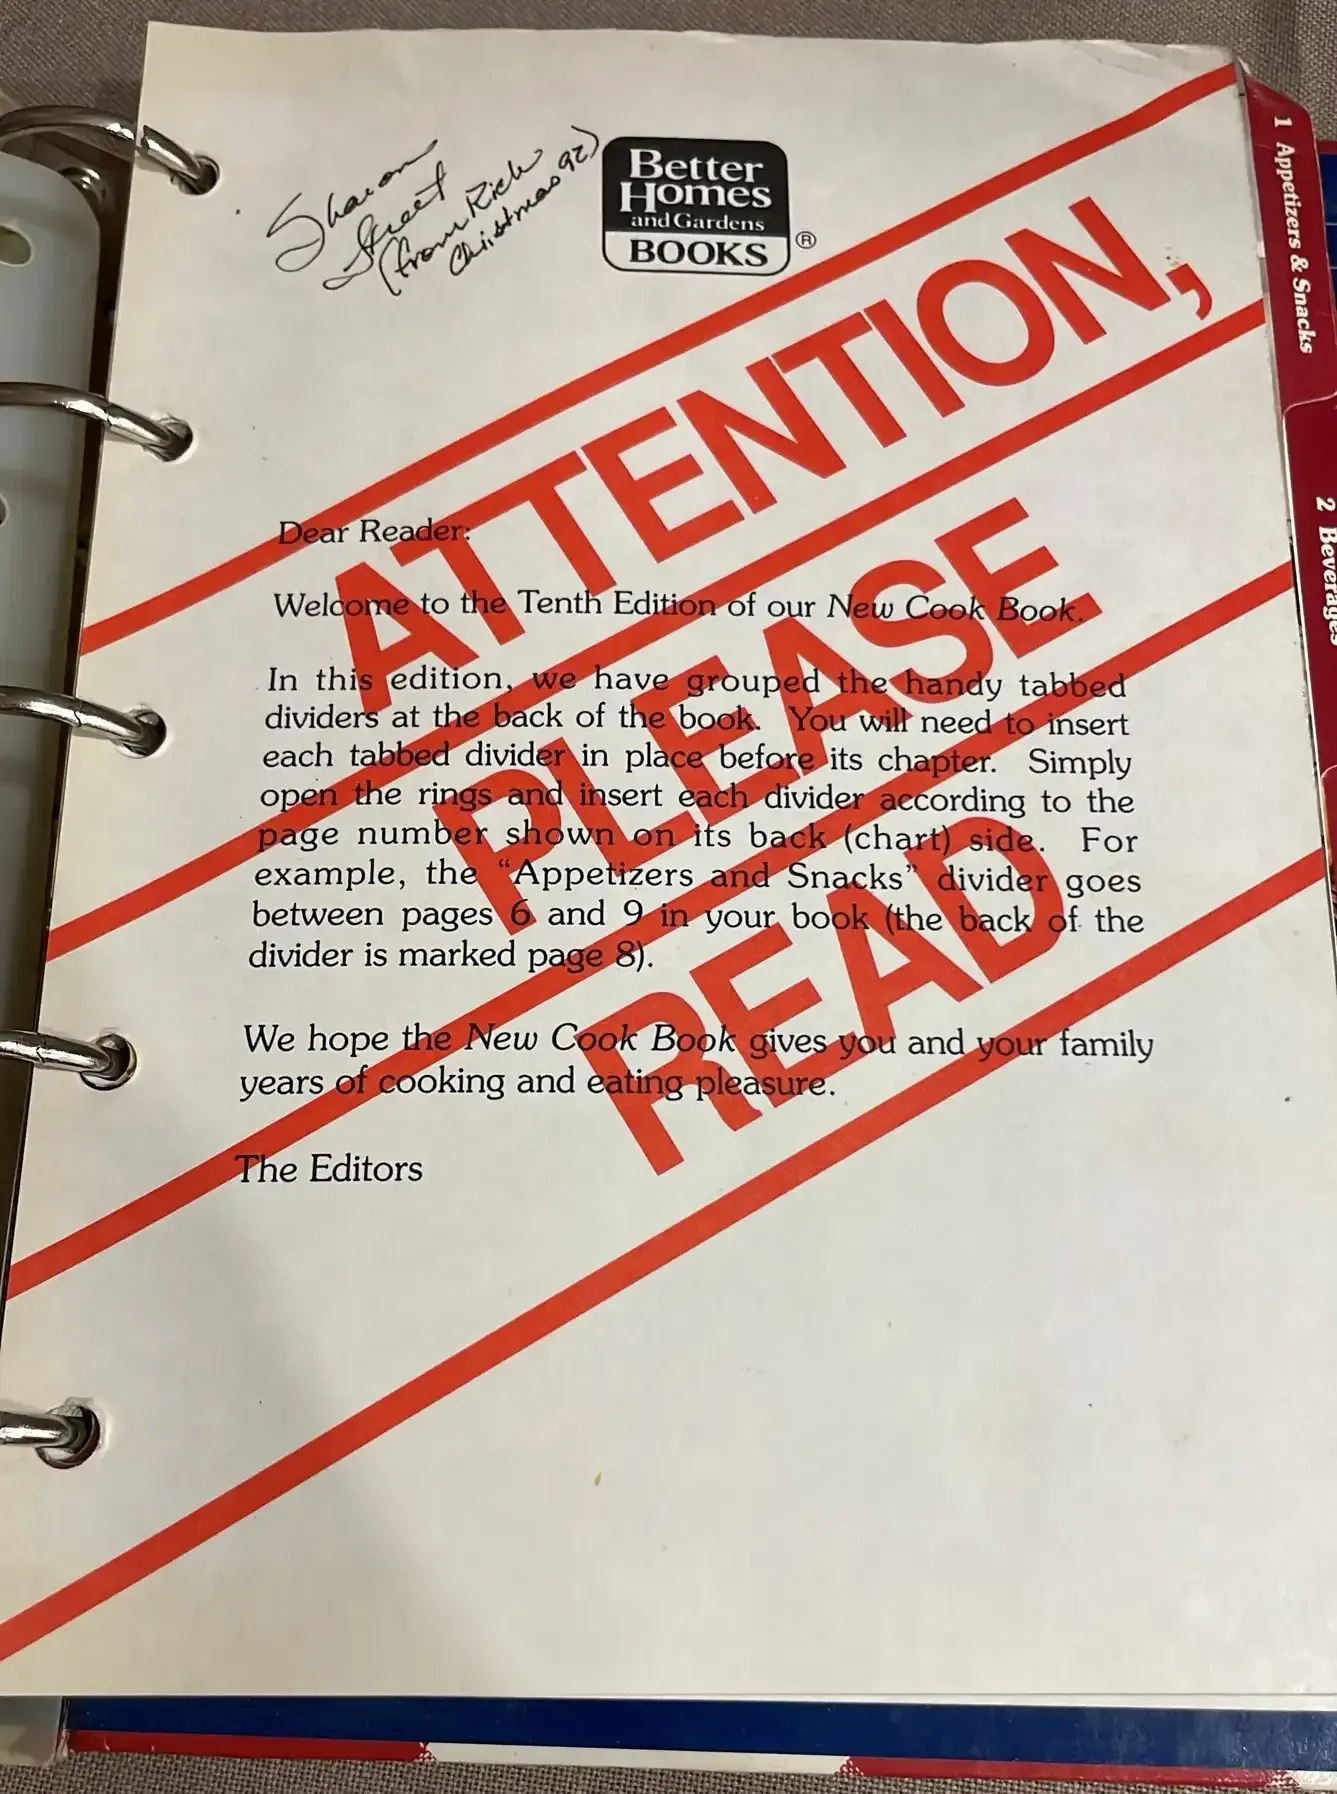 Sharon
Street
(from Rick
Christmas 92)
Better
Homes
and Gardens
BOOKS
®
ATTENTION,
PLEASE
READ
Dear Reader:
Welcome to the Tenth Edition of our New Cook Book.
In this edition, we have grouped the handy tabbed
dividers at the back of the book. You will need to insert
each tabbed divider in place before its chapter. Simply
open the rings and insert each divider according to the
page number shown on its back (chart) side. For
example, the “Appetizers and Snacks” divider goes
between pages 6 and 9 in your book (the back of the
divider is marked page 8).
We hope the New Cook Book gives you and your family
years of cooking and eating pleasure.
The Editors
1 Appetizers & Snacks
2 Beverages